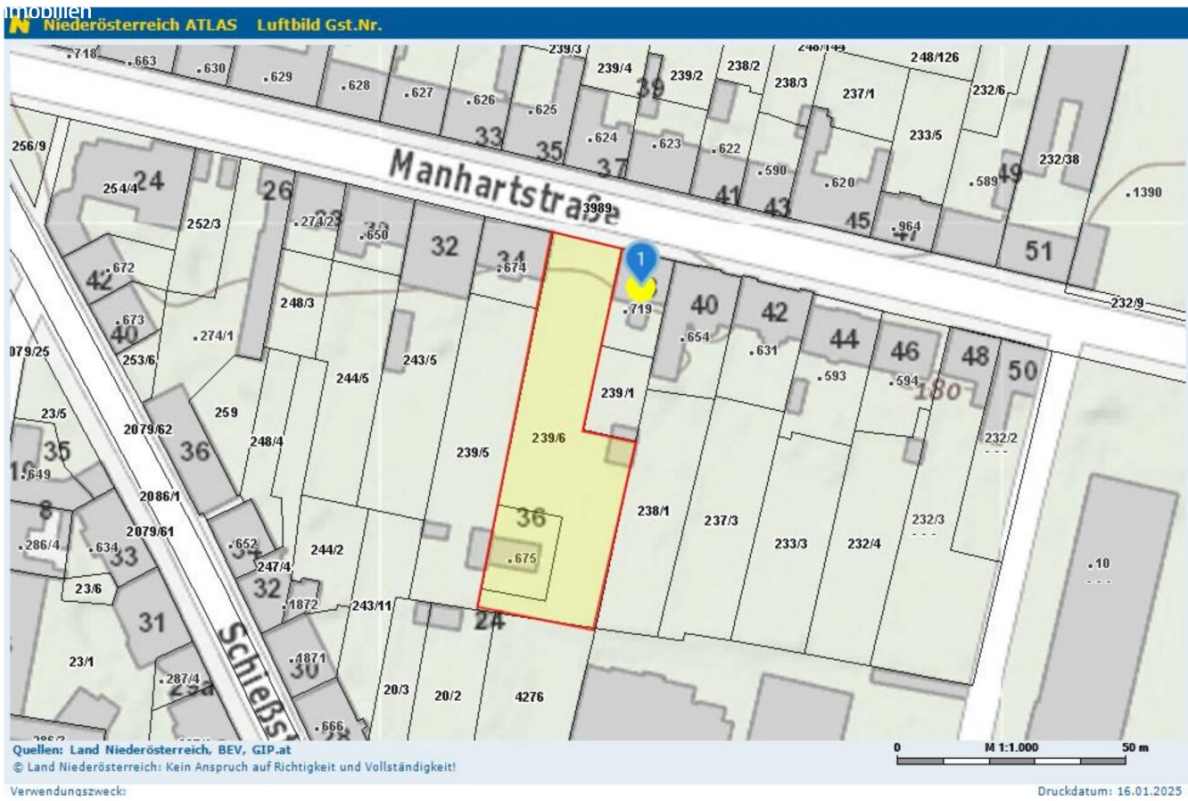 mmobilien
Niederösterreich ATLAS Luftbild Gst.Nr.
.718 .663 .630 .629 .628 .627 .626 .625 239/3 239/4 39 239/2 238/2 238/3 248/144 237/1 248/126 232/6
33 35 37 .624 .623 .622 .590 .620 233/5 .589 49 232/38 .1390
256/9 254/4 24 252/3 26 .274/2 .650 32 34 .674
Manhartstraße
3989 41 43 45 .964 47 51 232/9
42 .672 .673 40 253/6 .274/1 248/3 244/5 243/5
1
.719 40 .654 42 .631 44 .593 46 .594 180 48 50
079/25 23/5 2079/62 259 248/4 239/5 239/6 239/1 232/2
35 .649 8 36 2086/1 2079/61 238/1 237/3 233/3 232/4 232/3
.286/4 .634 33 .652 247/4 244/2 36 .675 .10
23/6 32 .1872 243/11 24
31 23/1 .287/4 29a .1871 30 20/3 20/2 4276
.666
Schießst
Quellen: Land Niederösterreich, BEV, GIP.at
© Land Niederösterreich: Kein Anspruch auf Richtigkeit und Vollständigkeit!
0 M 1:1.000 50 m
Verwendungszweck:
Druckdatum: 16.01.2025